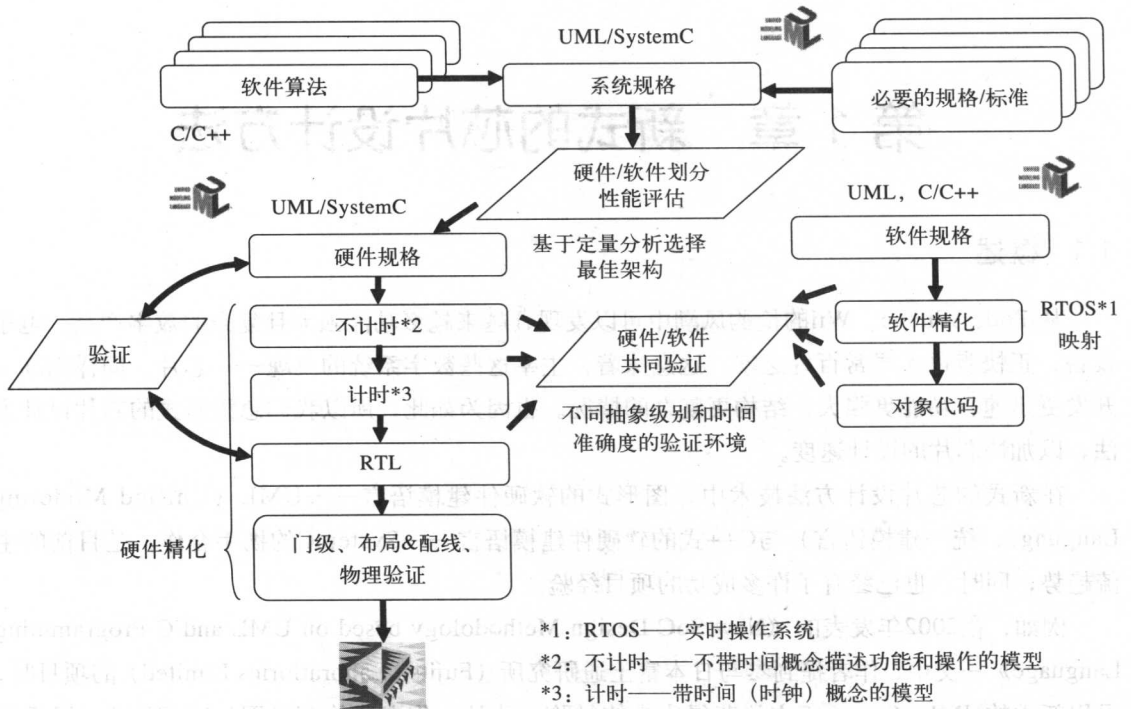 UML/SystemC
UML
软件算法
系统规格
必要的规格/标准
C/C++
硬件/软件划分
性能评估
UML
UML
UML/SystemC
UML，C/C++
硬件规格
基于定量分析选择
最佳架构
软件规格
不计时*2
验证
硬件/软件
共同验证
软件精化
RTOS*1
映射
计时*3
不同抽象级别和时间
准确度的验证环境
对象代码
RTL
硬件精化
门级、布局&配线、
物理验证
*1：RTOS——实时操作系统
*2：不计时——不带时间概念描述功能和操作的模型
*3：计时——带时间（时钟）概念的模型